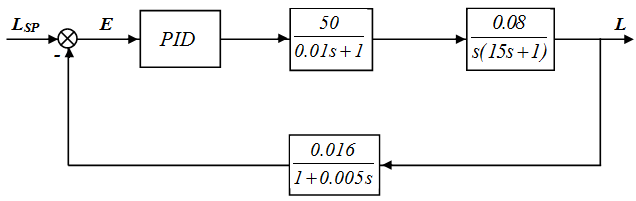 L_SP E PID 50 0.08 L
0.01s+1 s(15s+1)
-
0.016
1+0.005s